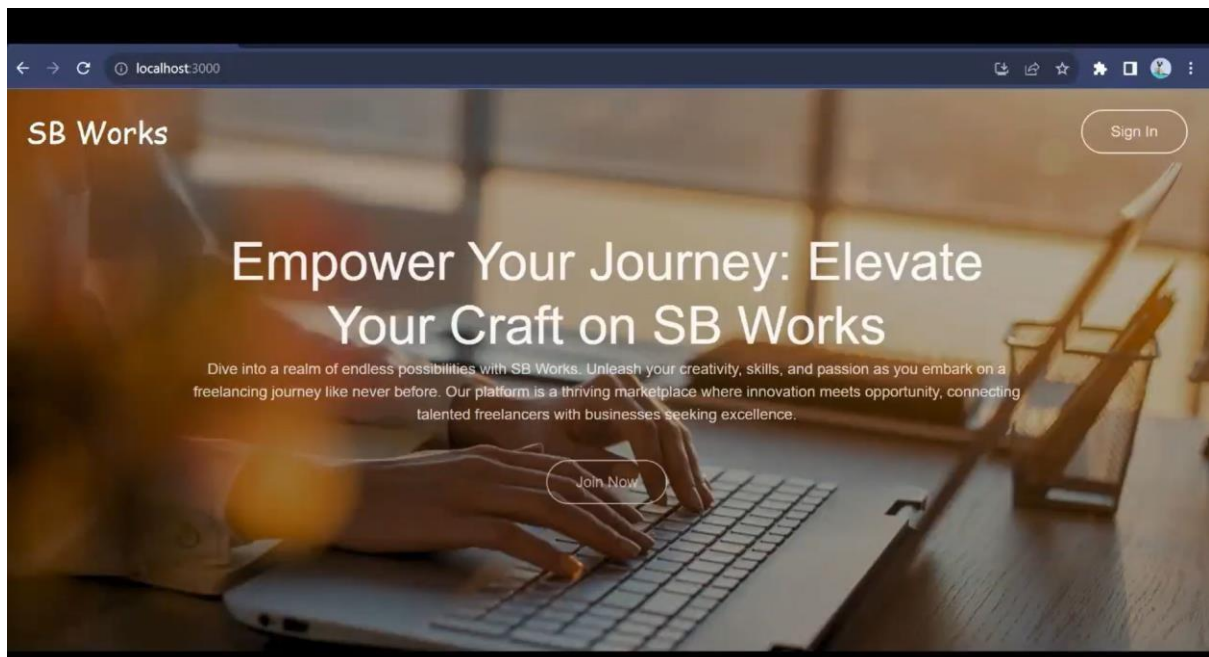 localhost:3000
SB Works
Sign In
Empower Your Journey: Elevate
Your Craft on SB Works
Dive into a realm of endless possibilities with SB Works. Unleash your creativity, skills, and passion as you embark on a
freelancing journey like never before. Our platform is a thriving marketplace where innovation meets opportunity, connecting
talented freelancers with businesses seeking excellence.
Join Now